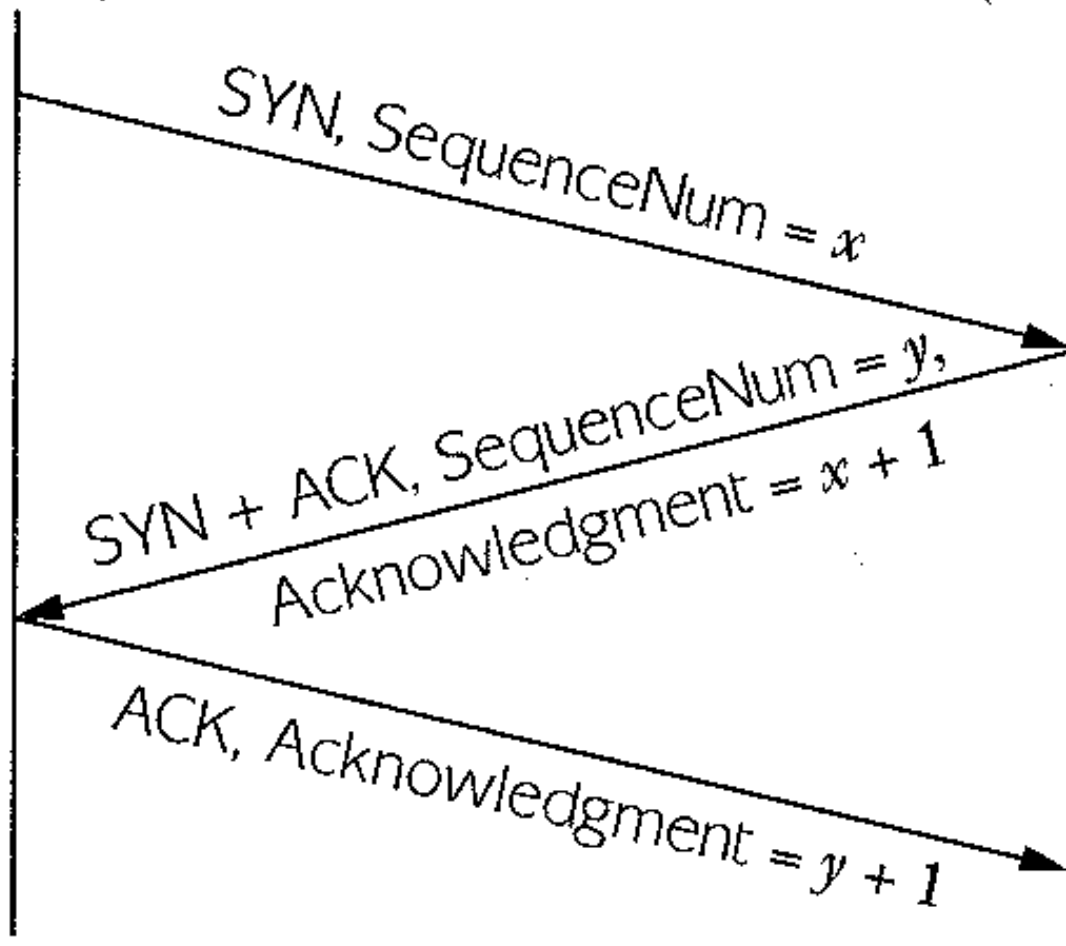 SYN, SequenceNum = x
SYN + ACK, SequenceNum = y,
Acknowledgment = x + 1
ACK, Acknowledgment = y + 1